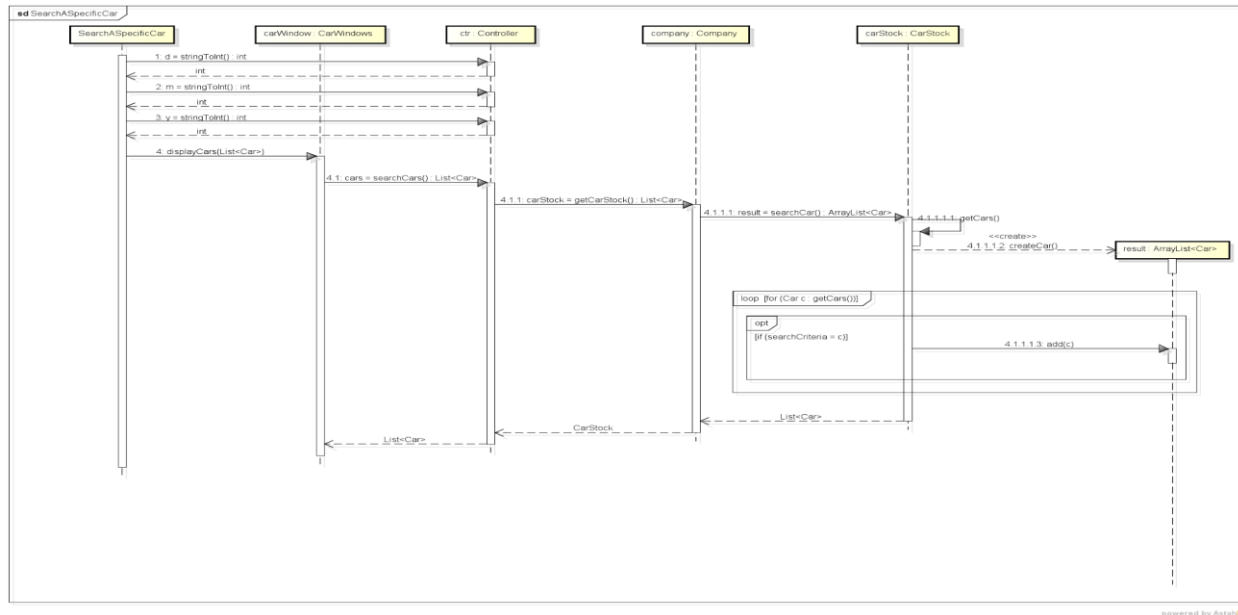 sd SearchASpecificCar
SearchASpecificCar
carWindow : CarWindows
ctr : Controller
company : Company
carStock : CarStock
1: d = stringToInt() : int
int
2: m = stringToInt() : int
int
3: y = stringToInt() : int
int
4: displayCars(List<Car>)
4.1: cars = searchCars() : List<Car>
4.1.1: carStock = getCarStock() : List<Car>
4.1.1.1: result = searchCar() : ArrayList<Car>
4.1.1.1.1: getCars()
<<create>>
4.1.1.1.2: createCar()
result : ArrayList<Car>
loop [for (Car c : getCars())]
opt
[if (searchCriteria = c)]
4.1.1.1.3: add(c)
List<Car>
CarStock
List<Car>
powered by Astah